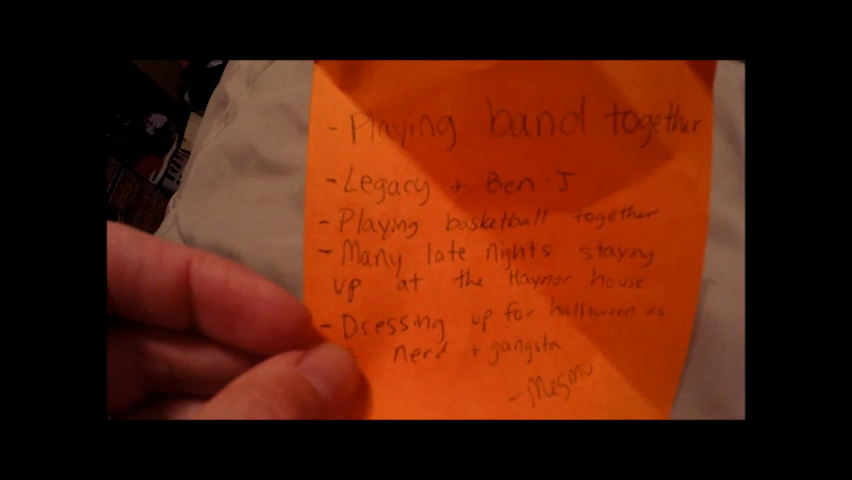 - Playing band together
- Legacy + Ben J
- Playing basketball together
- Many late nights staying
up at the Haynor house
- Dressing up for halloween as
nerd + gangsta
- Megmo